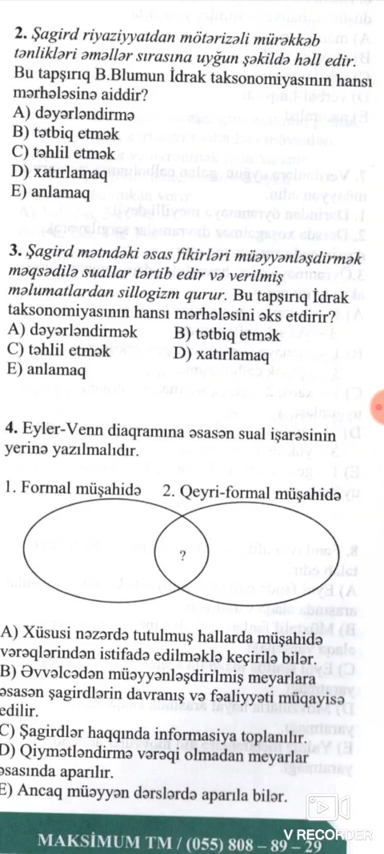 2. Şagird riyaziyyatdan mötərizəli mürəkkəb
tənlikləri əməllər sırasına uyğun şəkildə həll edir.
Bu tapşırıq B.Blumun İdrak taksonomiyasının hansı
mərhələsinə aiddir?
A) dəyərləndirmə
B) tətbiq etmək
C) təhlil etmək
D) xatırlamaq
E) anlamaq
3. Şagird mətndəki əsas fikirləri müəyyənləşdirmək
məqsədilə suallar tərtib edir və verilmiş
məlumatlardan sillogizm qurur. Bu tapşırıq İdrak
taksonomiyasının hansı mərhələsini əks etdirir?
A) dəyərləndirmək B) tətbiq etmək
C) təhlil etmək D) xatırlamaq
E) anlamaq
4. Eyler-Venn diaqramına əsasən sual işarəsinin
yerinə yazılmalıdır.
1. Formal müşahidə 2. Qeyri-formal müşahidə
?
A) Xüsusi nəzərdə tutulmuş hallarda müşahidə
vərəqlərindən istifadə edilməklə keçirilə bilər.
B) Əvvəlcədən müəyyənləşdirilmiş meyarlara
əsasən şagirdlərin davranış və fəaliyyəti müqayisə
edilir.
C) Şagirdlər haqqında informasiya toplanılır.
D) Qiymətləndirmə vərəqi olmadan meyarlar
əsasında aparılır.
E) Ancaq müəyyən dərslərdə aparıla bilər.
MAKSİMUM TM / (055) 808 – 89 – 29
V RECORDER